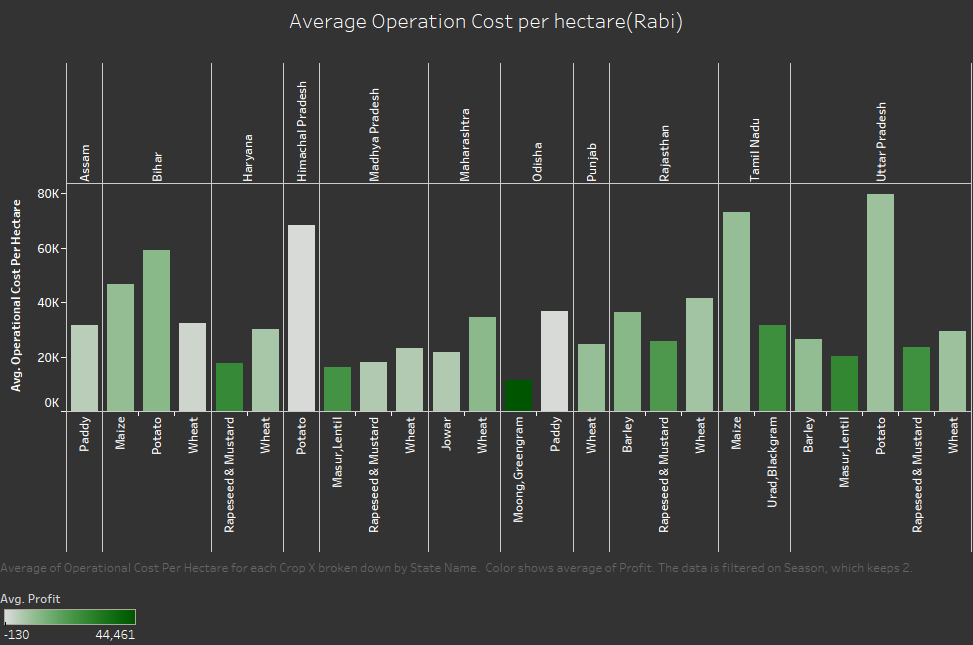 Average Operation Cost per hectare(Rabi)
Assam
Bihar
Haryana
Himachal Pradesh
Madhya Pradesh
Maharashtra
Odisha
Punjab
Rajasthan
Tamil Nadu
Uttar Pradesh
Avg. Operational Cost Per Hectare
80K
60K
40K
20K
0K
Paddy
Maize
Potato
Wheat
Rapeseed & Mustard
Wheat
Potato
Masur,Lentil
Rapeseed & Mustard
Wheat
Jowar
Wheat
Moong,Greengram
Paddy
Wheat
Barley
Rapeseed & Mustard
Wheat
Maize
Urad,Blackgram
Barley
Masur,Lentil
Potato
Rapeseed & Mustard
Wheat
Average of Operational Cost Per Hectare for each Crop X broken down by State Name. Color shows average of Profit. The data is filtered on Season, which keeps 2.
Avg. Profit
-130 44,461